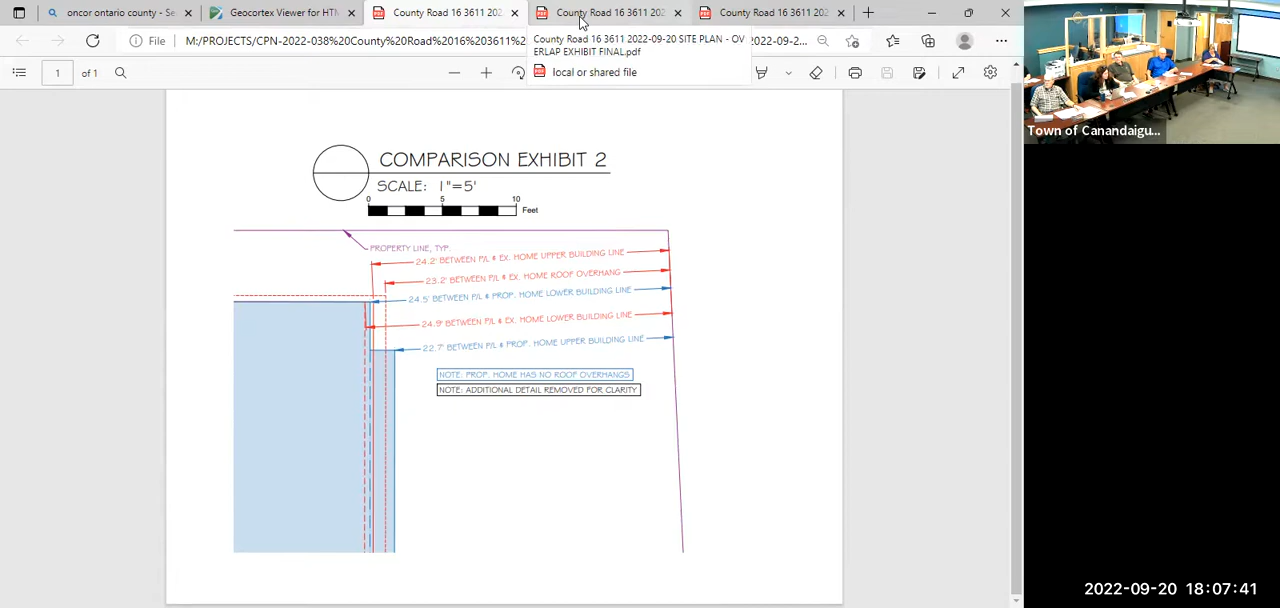 oncor ontario county - Se
Geocortex Viewer for HTML
County Road 16 3611 202
County Road 16 3611 202
County Road 16 3611 202
File
M:/PROJECTS/CPN-2022-03
2022-09-2...
County Road 16 3611 2022-09-20 SITE PLAN - OV
ERLAP EXHIBIT FINAL.pdf
local or shared file
1 of 1
COMPARISON EXHIBIT 2
SCALE: 1"=5'
0 5 10
Feet
PROPERTY LINE, TYP.
24.2' BETWEEN P/L & EX. HOME UPPER BUILDING LINE
23.2' BETWEEN P/L & EX. HOME ROOF OVERHANG
24.5' BETWEEN P/L & PROP. HOME LOWER BUILDING LINE
24.9' BETWEEN P/L & EX. HOME LOWER BUILDING LINE
22.7' BETWEEN P/L & PROP. HOME UPPER BUILDING LINE
NOTE: PROP. HOME HAS NO ROOF OVERHANGS
NOTE: ADDITIONAL DETAIL REMOVED FOR CLARITY
Town of Canandaigu...
2022-09-20 18:07:41